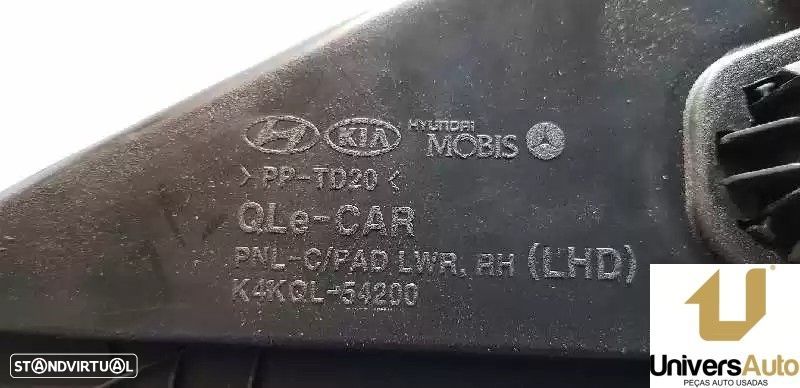 KIA HYUNDAI MOBIS
>PP-TD20<
QLe-CAR
PNL-C/PAD LWR, RH (LHD)
K4KQL-54200
STANDVIRTUAL
UniversAuto
PEÇAS AUTO USADAS